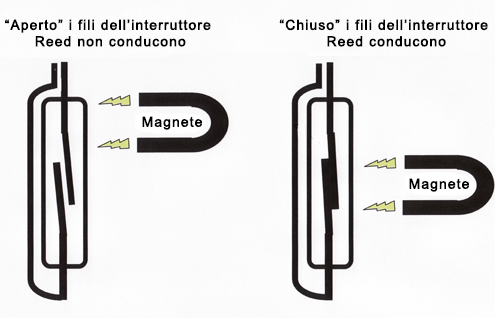 “Aperto” i fili dell’interruttore
Reed non conducono
Magnete
“Chiuso” i fili dell’interruttore
Reed conducono
Magnete